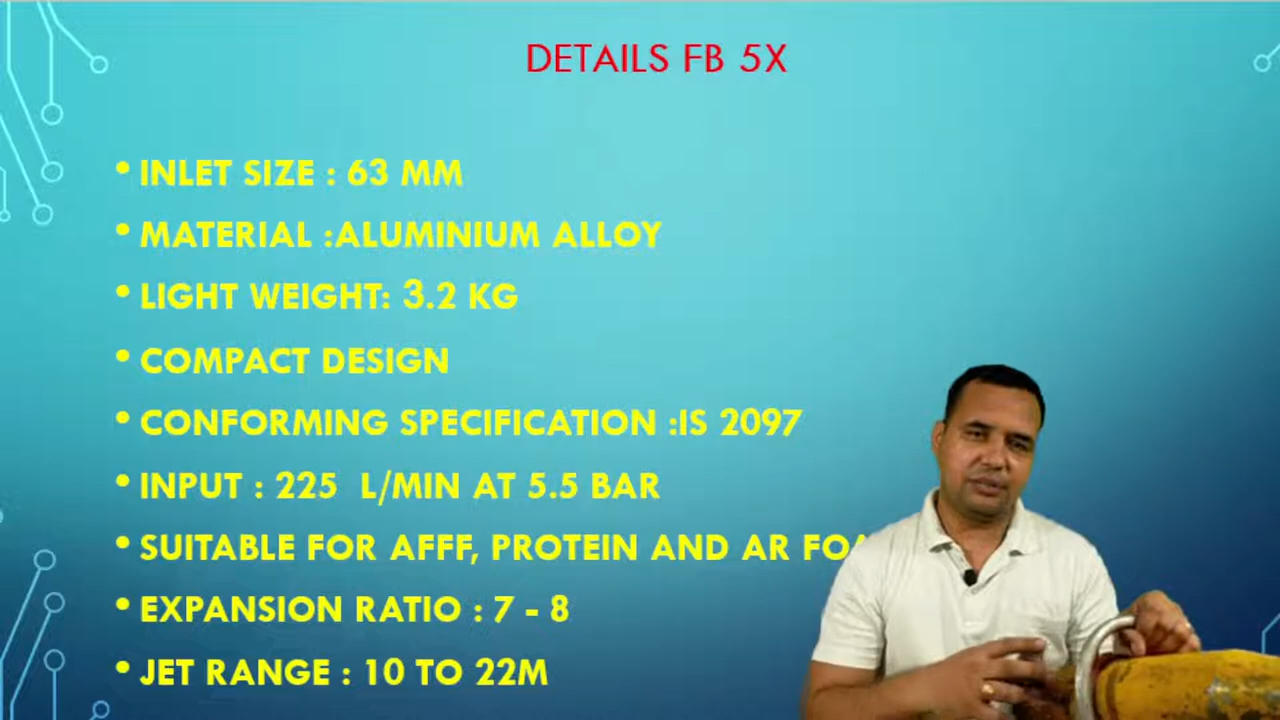 DETAILS FB 5X
• INLET SIZE : 63 MM
• MATERIAL :ALUMINIUM ALLOY
• LIGHT WEIGHT: 3.2 KG
• COMPACT DESIGN
• CONFORMING SPECIFICATION :IS 2097
• INPUT : 225 L/MIN AT 5.5 BAR
• SUITABLE FOR AFFF, PROTEIN AND AR
• EXPANSION RATIO : 7 - 8
• JET RANGE : 10 TO 22M